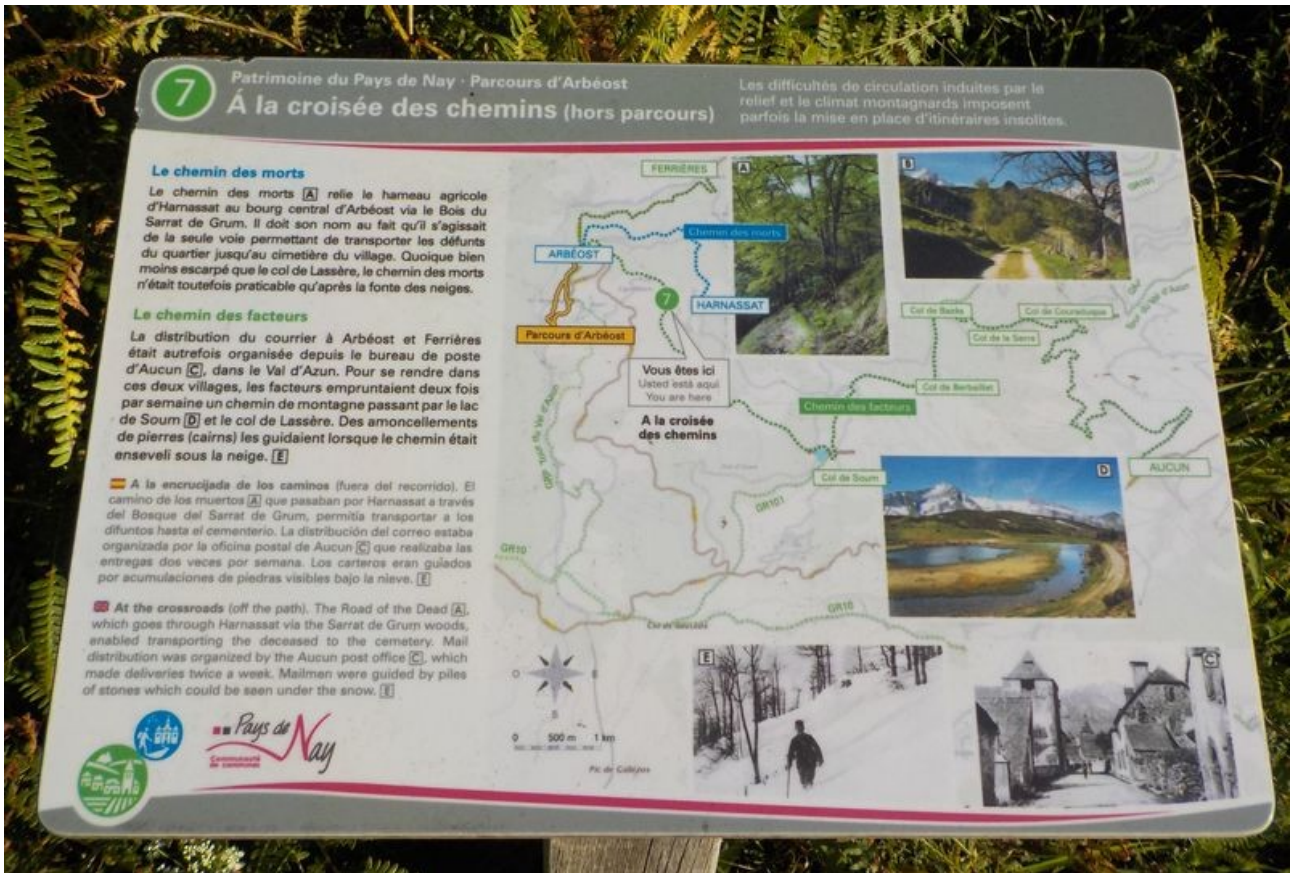 7
Patrimoine du Pays de Nay · Parcours d'Arbéost
Á la croisée des chemins (hors parcours)
Les difficultés de circulation induites par le
relief et le climat montagnards imposent
parfois la mise en place d'itinéraires insolites.
Le chemin des morts
Le chemin des morts A relie le hameau agricole
d'Harnassat au bourg central d'Arbéost via le Bois du
Sarrat de Grum. Il doit son nom au fait qu'il s'agissait
de la seule voie permettant de transporter les défunts
du quartier jusqu'au cimetière du village. Quoique bien
moins escarpé que le col de Lassère, le chemin des morts
n'était toutefois praticable qu'après la fonte des neiges.
Le chemin des facteurs
La distribution du courrier à Arbéost et Ferrières
était autrefois organisée depuis le bureau de poste
d'Aucun C, dans le Val d'Azun. Pour se rendre dans
ces deux villages, les facteurs empruntaient deux fois
par semaine un chemin de montagne passant par le lac
de Soum D et le col de Lassère. Des amoncellements
de pierres (cairns) les guidaient lorsque le chemin était
enseveli sous la neige. E
A la encrucijada de los caminos (fuera del recorrido). El
camino de los muertos A que pasaban por Harnassat a través
del Bosque del Sarrat de Grum, permitía transportar a los
difuntos hasta el cementerio. La distribución del correo estaba
organizada por la oficina postal de Aucun C que realizaba las
entregas dos veces por semana. Los carteros eran guiados
por acumulaciones de piedras visibles bajo la nieve. E
At the crossroads (off the path). The Road of the Dead A,
which goes through Harnassat via the Sarrat de Grum woods,
enabled transporting the deceased to the cemetery. Mail
distribution was organized by the Aucun post office C, which
made deliveries twice a week. Mailmen were guided by piles
of stones which could be seen under the snow. E
Pays de
Nay
Communauté
de communes
FERRIÈRES
A
B
GR101
Chemin des morts
ARBÉOST
HARNASSAT
7
Parcours d'Arbéost
Vous êtes ici
Usted está aqui
You are here
A la croisée
des chemins
Col de Bazès
Col de Couraduque
Col de la Serre
Tour du Val d'Azun
Col de Berbeillet
Chemin des facteurs
GRP Tour du Val d'Azun
Col de Soum
AUCUN
D
GR101
GR10
GR10
E
C
O
E
S
0 500 m 1 km